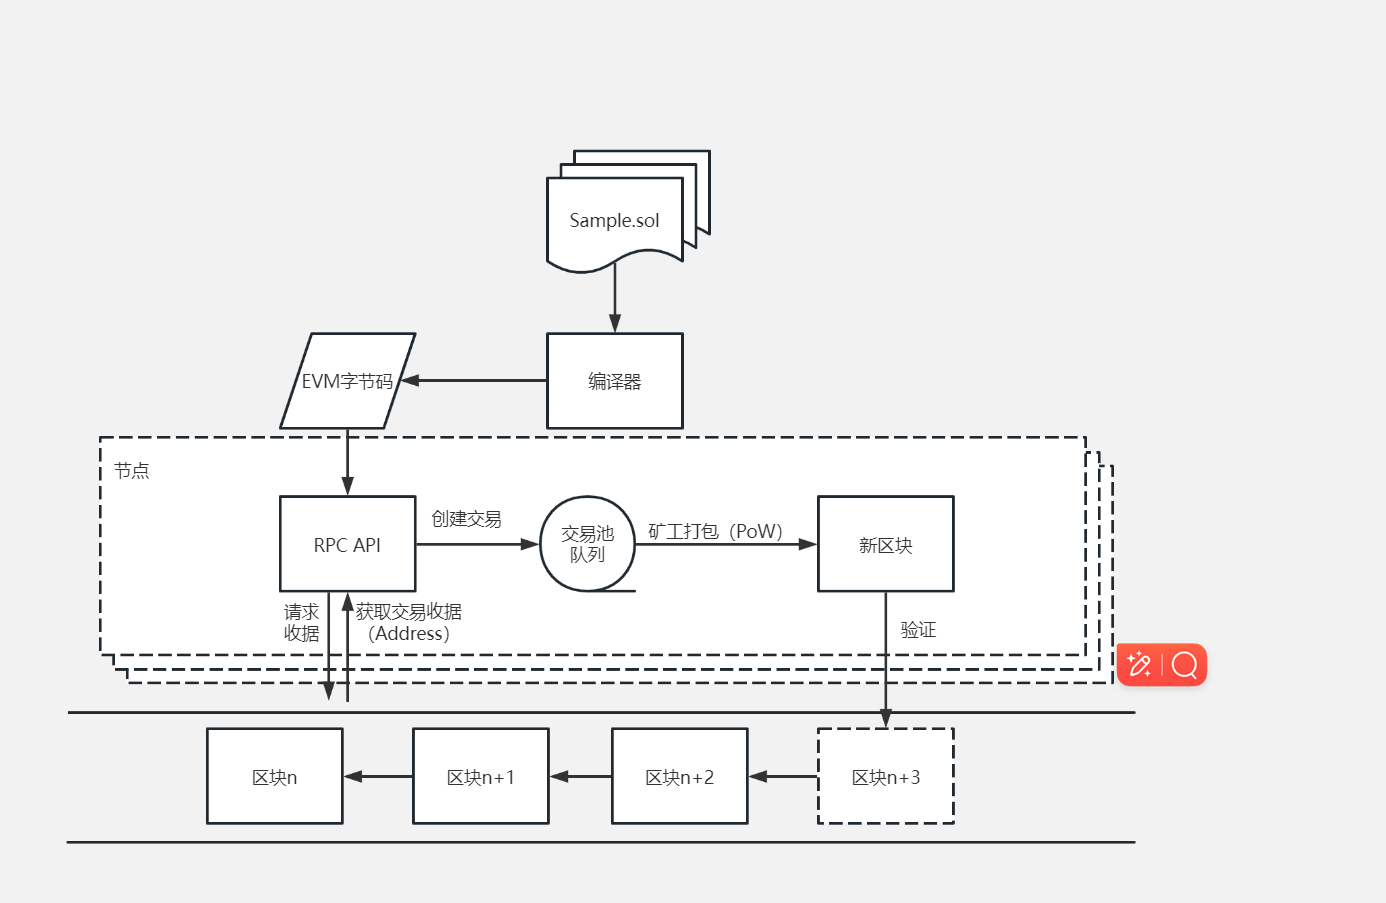 Sample.sol
编译器
EVM字节码
节点
RPC API
创建交易
交易池
队列
矿工打包（PoW）
新区块
请求
收据
获取交易收据
（Address）
验证
区块n
区块n+1
区块n+2
区块n+3